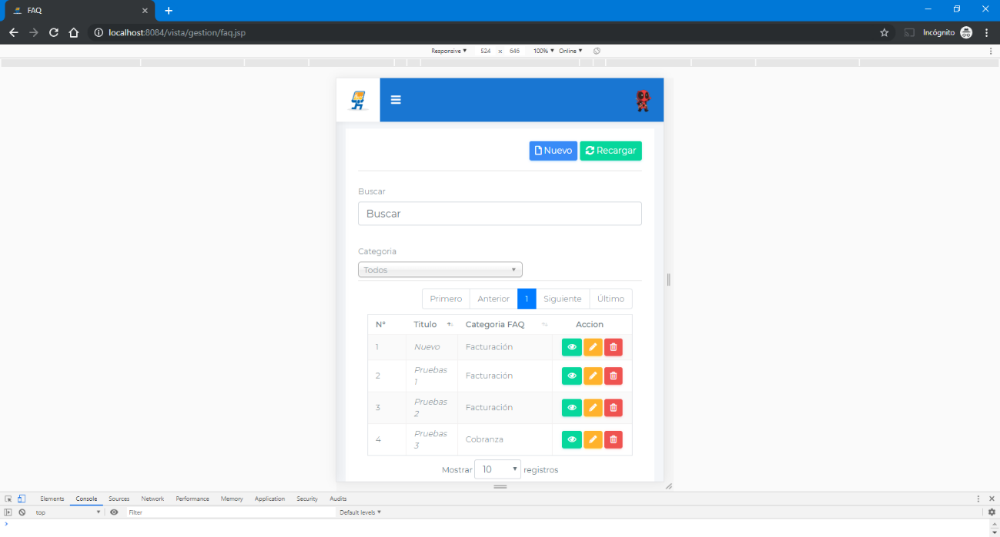 FAQ
localhost:8084/vista/gestion/faq.jsp
Incógnito
Responsive ▼ 524 × 646 100% ▼ Online ▼
Nuevo Recargar
Buscar
Buscar
Categoria
Todos
Primero Anterior 1 Siguiente Último
N° Titulo Categoria FAQ Accion
1 Nuevo Facturación
2 Pruebas 1 Facturación
3 Pruebas 2 Facturación
4 Pruebas 3 Cobranza
Mostrar 10 registros
Elements Console Sources Network Performance Memory Application Security Audits
top Filter Default levels ▼